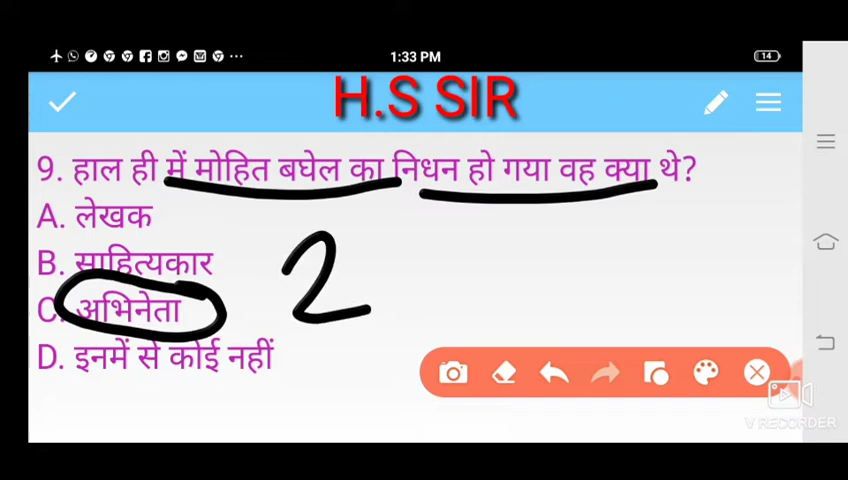 1:33 PM
14
H.S SIR
9. हाल ही में मोहित बघेल का निधन हो गया वह क्या थे?
A. लेखक
B. साहित्यकार
2
C. अभिनेता
D. इनमें से कोई नहीं
V RECORDER